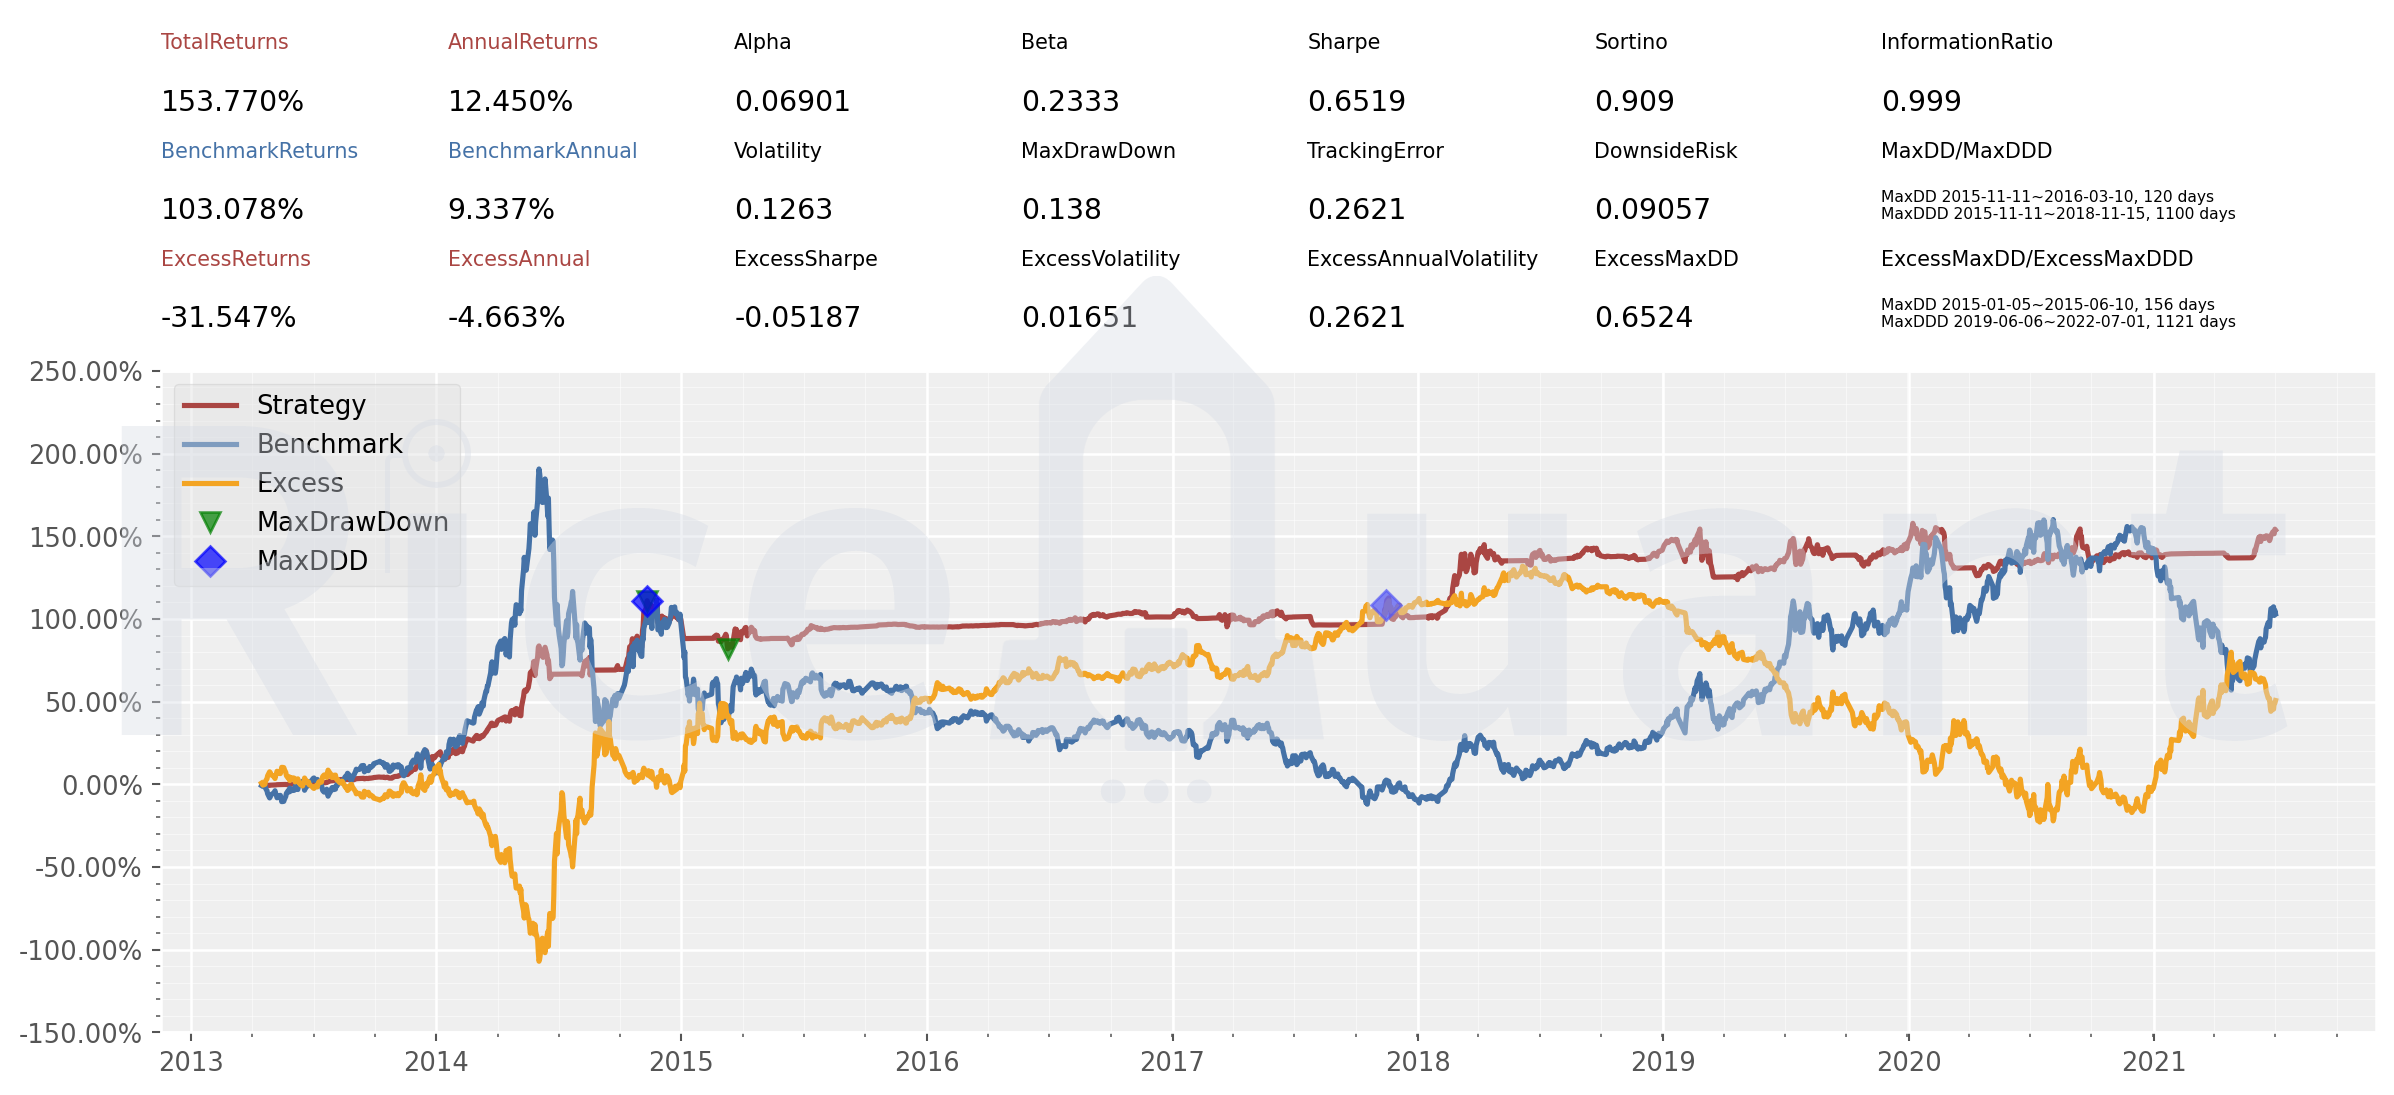 TotalReturns AnnualReturns Alpha Beta Sharpe Sortino InformationRatio
153.770% 12.450% 0.06901 0.2333 0.6519 0.909 0.999
BenchmarkReturns BenchmarkAnnual Volatility MaxDrawDown TrackingError DownsideRisk MaxDD/MaxDDD
103.078% 9.337% 0.1263 0.138 0.2621 0.09057 MaxDD 2015-11-11~2016-03-10, 120 days
MaxDDD 2015-11-11~2018-11-15, 1100 days
ExcessReturns ExcessAnnual ExcessSharpe ExcessVolatility ExcessAnnualVolatility ExcessMaxDD ExcessMaxDD/ExcessMaxDDD
-31.547% -4.663% -0.05187 0.01651 0.2621 0.6524 MaxDD 2015-01-05~2015-06-10, 156 days
MaxDDD 2019-06-06~2022-07-01, 1121 days
250.00%
Strategy
Benchmark
200.00%
Excess
MaxDrawDown
150.00%
MaxDDD
RiceQuant
100.00%
50.00%
0.00%
-50.00%
-100.00%
-150.00%
2013 2014 2015 2016 2017 2018 2019 2020 2021